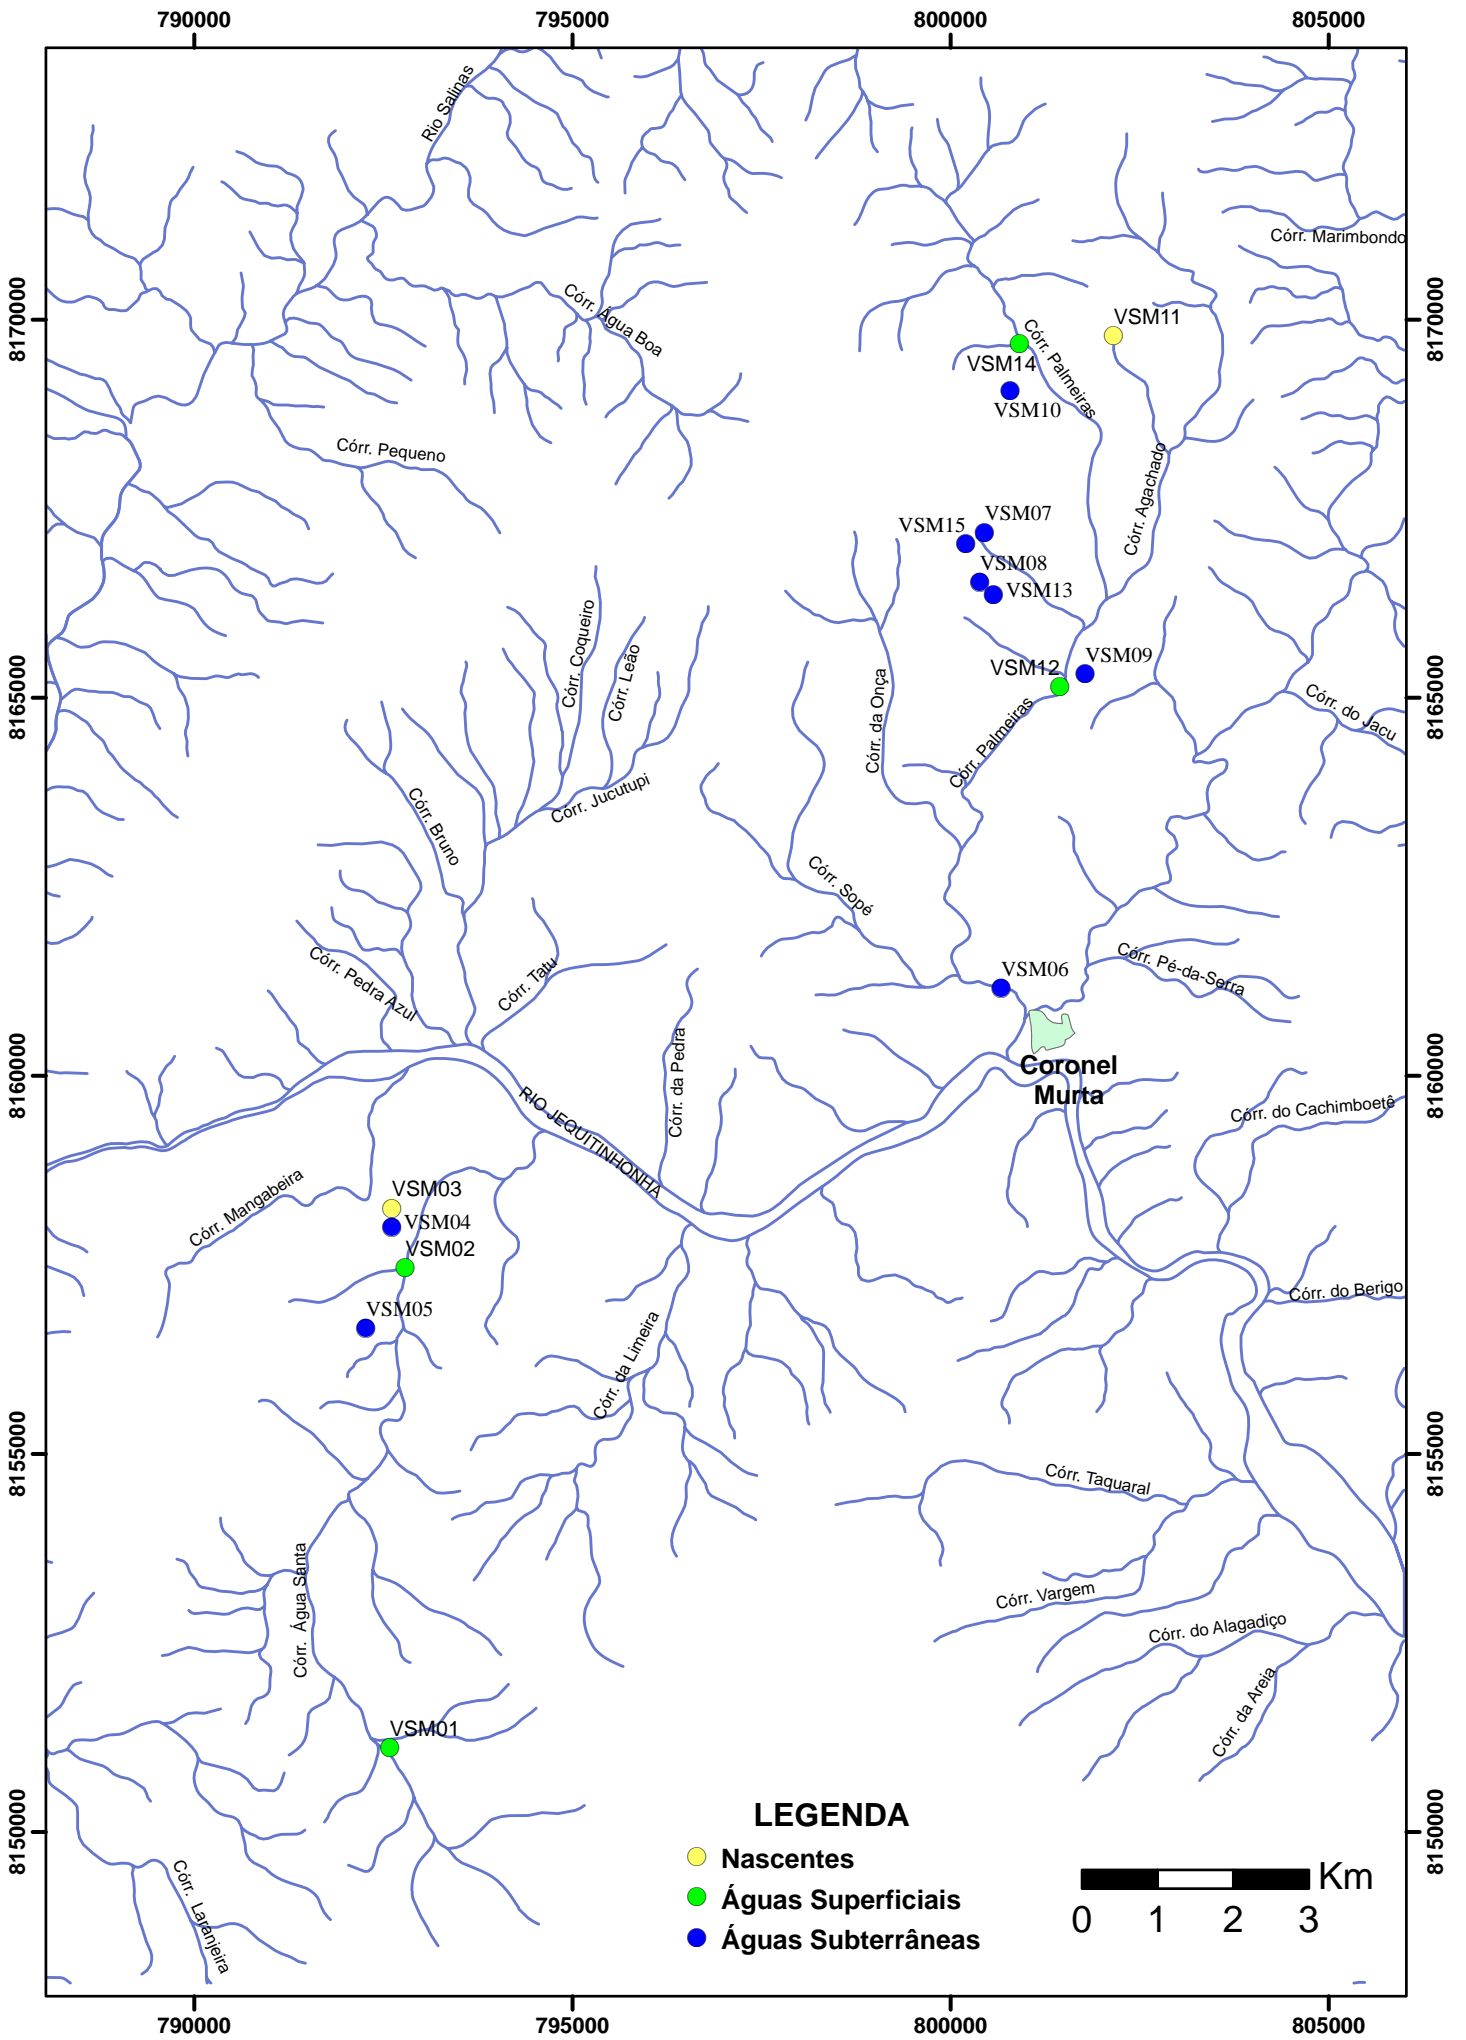 790000
795000
800000
805000
Rio Salinas
Córr. Marimbondo
8170000
8170000
Córr. Água Boa
VSM11
Córr. Palmeiras
VSM14
VSM10
Córr. Pequeno
Córr. Agachado
VSM07
VSM15
VSM08
VSM13
Córr. Coqueiro
Córr. Leão
VSM12
VSM09
8165000
8165000
Córr. da Onça
Córr. Palmeiras
Córr. do Jacu
Córr. Bruno
Córr. Jucutupi
Córr. Sopé
Córr. Pedra Azul
Córr. Tatu
VSM06
Córr. Pé-da-Serra
Córr. da Pedra
8160000
8160000
Coronel
Murta
RIO JEQUITINHONHA
Córr. do Cachimboetê
Córr. Mangabeira
VSM03
VSM04
VSM02
VSM05
Córr. do Berigo
Córr. da Limeira
8155000
8155000
Córr. Taquaral
Córr. Água Santa
Córr. Vargem
Córr. do Alagadiço
Córr. da Areia
VSM01
8150000
8150000
Córr. Laranjeira
LEGENDA
Nascentes
Águas Superficiais
Águas Subterrâneas
Km
0 1 2 3
790000
795000
800000
805000